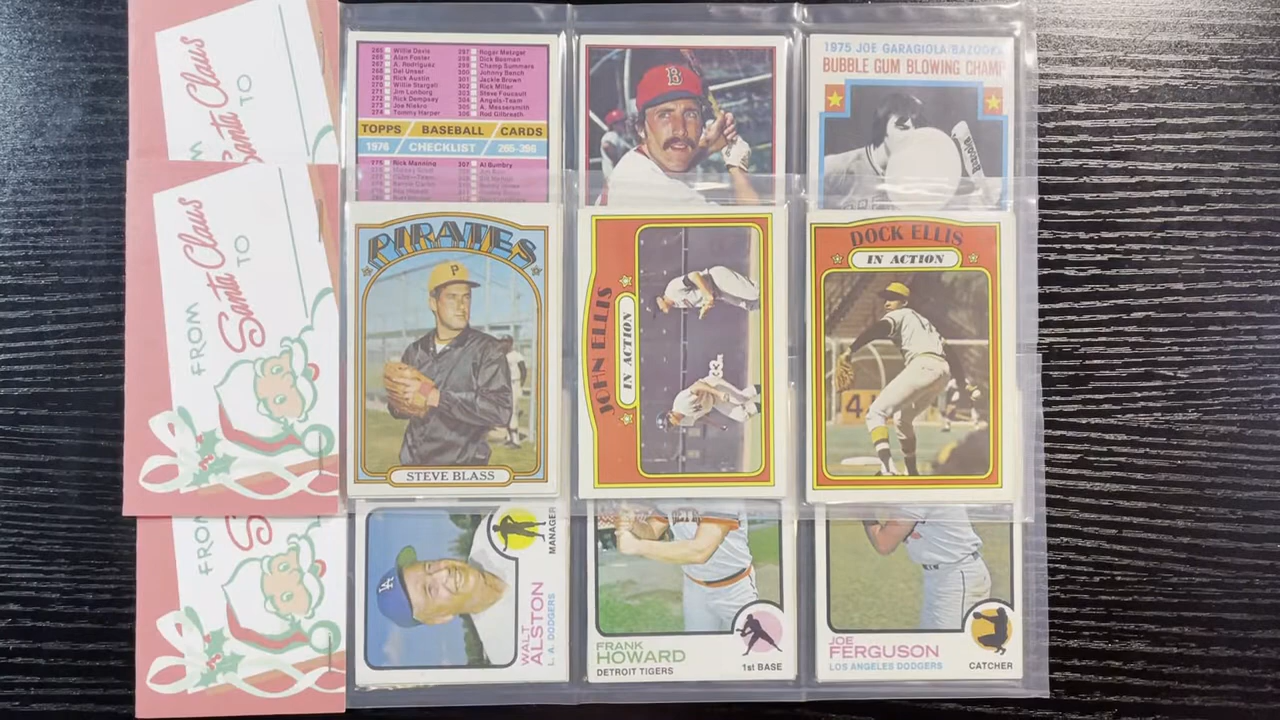 Santa Claus
TO
FROM
Santa Claus
TO
FROM
265 Willie Davis
266 Alan Foster
267 A. Rodriguez
268 Del Unser
269 Rick Austin
270 Willie Stargell
271 Jim Lonborg
272 Rick Dempsey
273 Joe Niekro
274 Tommy Harper
297 Roger Metzger
298 Dick Bosman
299 Champ Summers
300 Johnny Bench
301 Jackie Brown
302 Rick Miller
303 Steve Foucault
304 Angels-Team
305 A. Messersmith
306 Rod Gilbreath
TOPPS BASEBALL CARDS
1976 CHECKLIST 265-396
275 Rick Manning
307 Al Bumbry
B
1975 JOE GARAGIOLA/BAZOOKA
BUBBLE GUM BLOWING CHAMP
PIRATES
P
STEVE BLASS
JOHN ELLIS
IN ACTION
DOCK ELLIS
IN ACTION
4
LA
MANAGER
WALT
ALSTON
L. A. DODGERS
FRANK
HOWARD
DETROIT TIGERS
1st BASE
JOE
FERGUSON
LOS ANGELES DODGERS
CATCHER